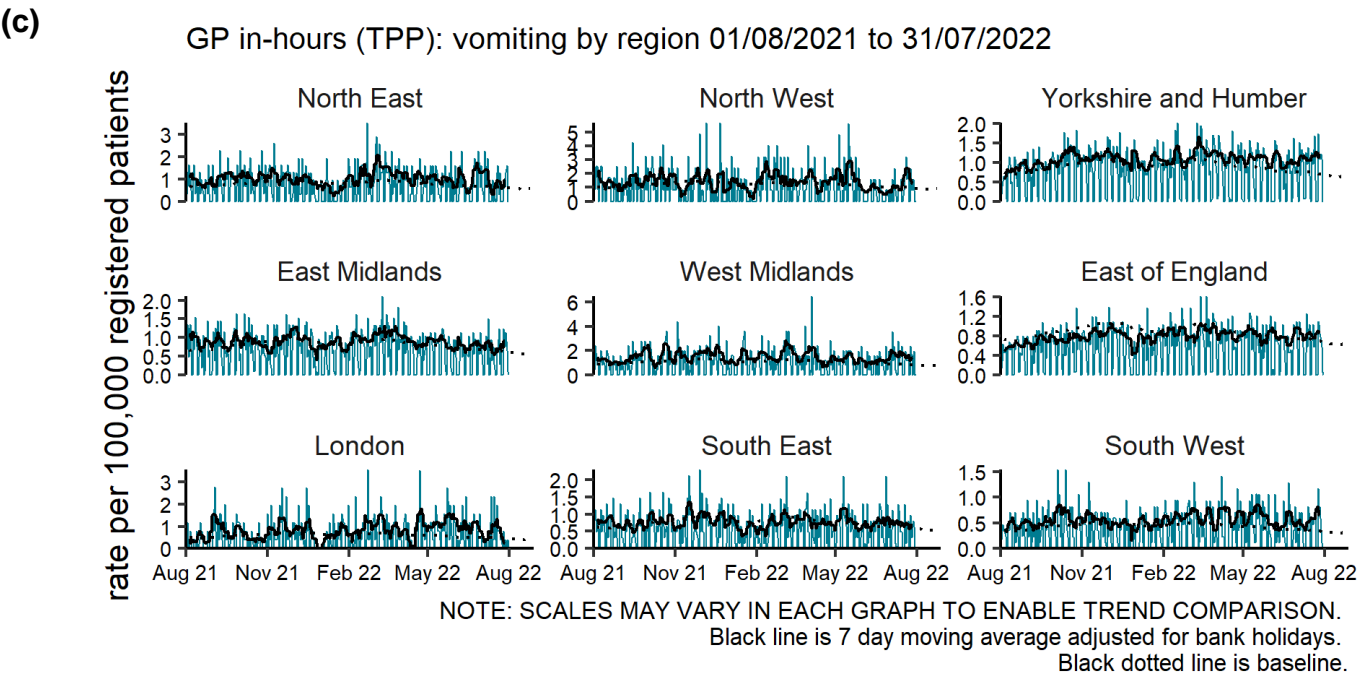 (c)
GP in-hours (TPP): vomiting by region 01/08/2021 to 31/07/2022
rate per 100,000 registered patients
North East
3
2
1
0
North West
5
4
3
2
1
0
Yorkshire and Humber
2.0
1.5
1.0
0.5
0.0
East Midlands
2.0
1.5
1.0
0.5
0.0
West Midlands
6
4
2
0
East of England
1.6
1.2
0.8
0.4
0.0
London
3
2
1
0
Aug 21 Nov 21 Feb 22 May 22 Aug 22
South East
2.0
1.5
1.0
0.5
0.0
Aug 21 Nov 21 Feb 22 May 22 Aug 22
South West
1.5
1.0
0.5
0.0
Aug 21 Nov 21 Feb 22 May 22 Aug 22
NOTE: SCALES MAY VARY IN EACH GRAPH TO ENABLE TREND COMPARISON.
Black line is 7 day moving average adjusted for bank holidays.
Black dotted line is baseline.